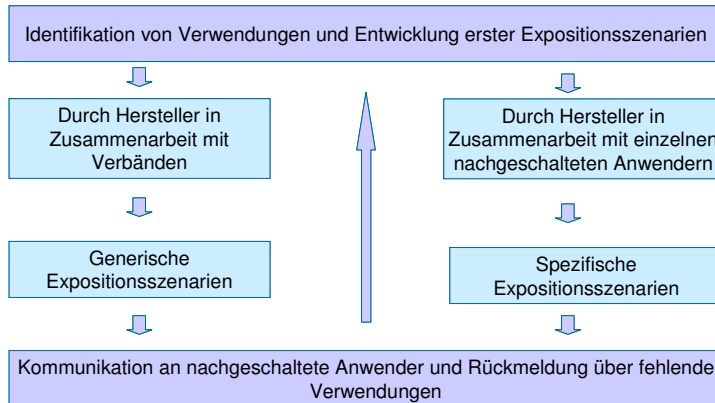 Identifikation von Verwendungen und Entwicklung erster Expositionsszenarien
Durch Hersteller in
Zusammenarbeit mit
Verbänden
Durch Hersteller in
Zusammenarbeit mit einzelnen
nachgeschalteten Anwendern
Generische
Expositionsszenarien
Spezifische
Expositionsszenarien
Kommunikation an nachgeschaltete Anwender und Rückmeldung über fehlende
Verwendungen